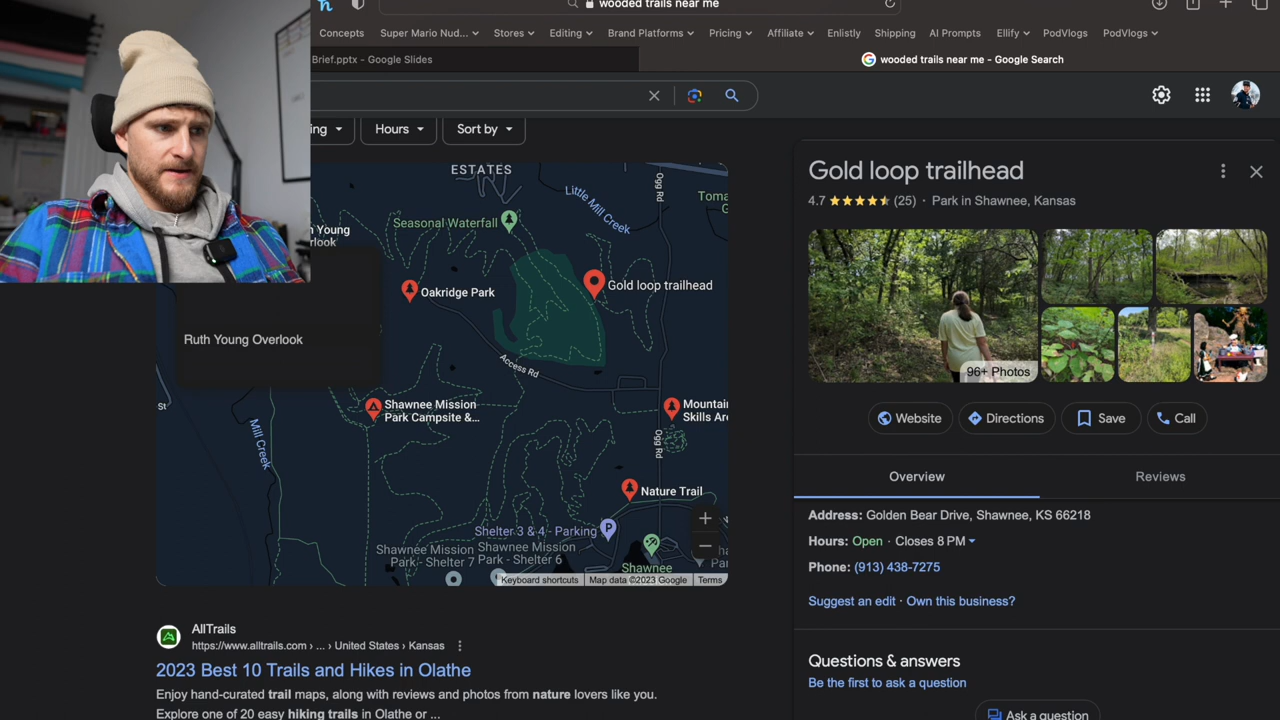 wooded trails near me
Concepts
Super Mario Nud...
Stores
Editing
Brand Platforms
Pricing
Affiliate
Enlistly
Shipping
AI Prompts
Ellify
PodVlogs
PodVlogs
Brief.pptx - Google Slides
wooded trails near me - Google Search
Hours
Sort by
ESTATES
Ogg Rd
Little Mill Creek
Seasonal Waterfall
Oakridge Park
Gold loop trailhead
Ruth Young Overlook
Access Rd
St
Mill Creek
Shawnee Mission
Park Campsite &...
Ogg Rd
Nature Trail
Shelter 3 & 4 - Parking
P
Shawnee Mission
Park - Shelter 7
Shawnee Mission
Park - Shelter 6
Shawnee
Keyboard shortcuts
Map data ©2023 Google
Terms
AllTrails
https://www.alltrails.com › ... › United States › Kansas
2023 Best 10 Trails and Hikes in Olathe
Enjoy hand-curated trail maps, along with reviews and photos from nature lovers like you.
Explore one of 20 easy hiking trails in Olathe or ...
Gold loop trailhead
4.7 (25) · Park in Shawnee, Kansas
96+ Photos
Website
Directions
Save
Call
Overview
Reviews
Address: Golden Bear Drive, Shawnee, KS 66218
Hours: Open · Closes 8 PM
Phone: (913) 438-7275
Suggest an edit · Own this business?
Questions & answers
Be the first to ask a question
Ask a question